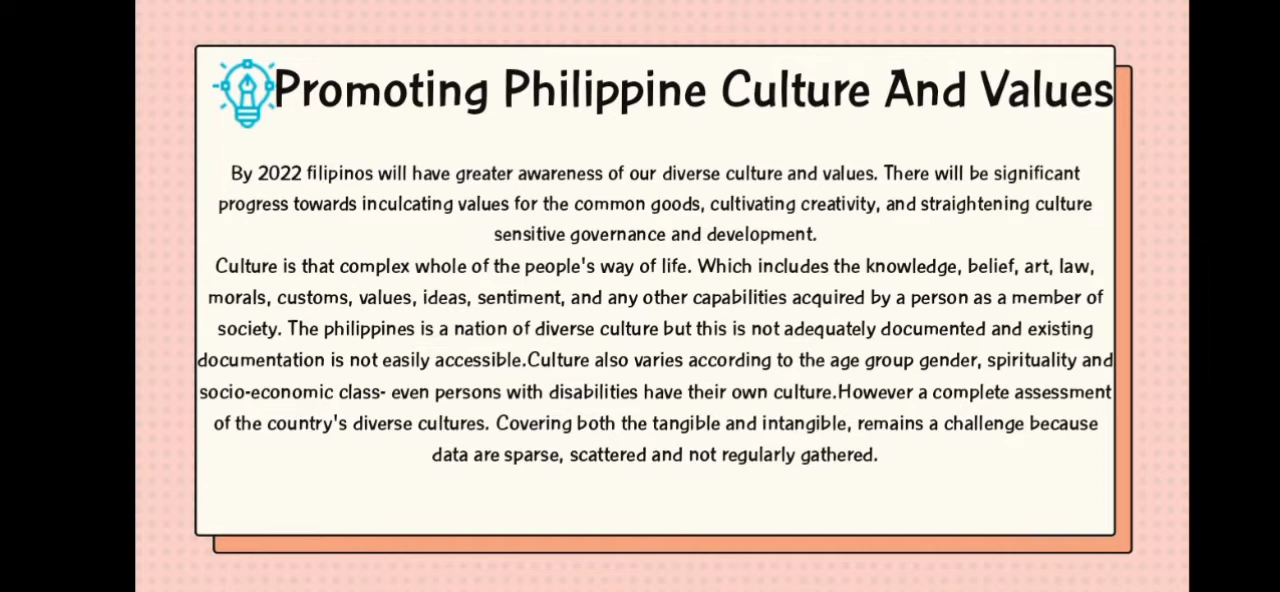 Promoting Philippine Culture And Values
By 2022 filipinos will have greater awareness of our diverse culture and values. There will be significant
progress towards inculcating values for the common goods, cultivating creativity, and straightening culture
sensitive governance and development.
Culture is that complex whole of the people's way of life. Which includes the knowledge, belief, art, law,
morals, customs, values, ideas, sentiment, and any other capabilities acquired by a person as a member of
society. The philippines is a nation of diverse culture but this is not adequately documented and existing
documentation is not easily accessible.Culture also varies according to the age group gender, spirituality and
socio-economic class- even persons with disabilities have their own culture.However a complete assessment
of the country's diverse cultures. Covering both the tangible and intangible, remains a challenge because
data are sparse, scattered and not regularly gathered.